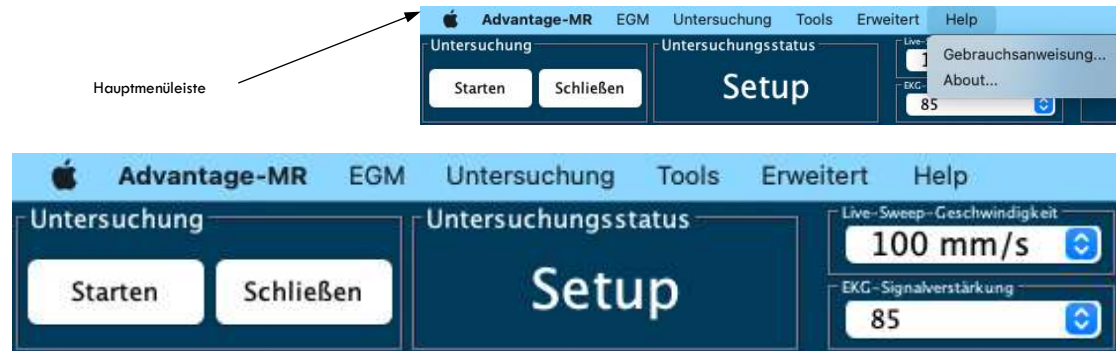 Advantage-MR EGM Untersuchung Tools Erweitert Help
Untersuchung Untersuchungsstatus
Gebrauchsanweisung...
Hauptmenüleiste
Starten Schließen Setup
About...
85
Advantage-MR EGM Untersuchung Tools Erweitert Help
Untersuchung Untersuchungsstatus Live-Sweep-Geschwindigkeit
100 mm/s
Starten Schließen Setup
EKG-Signalverstärkung
85